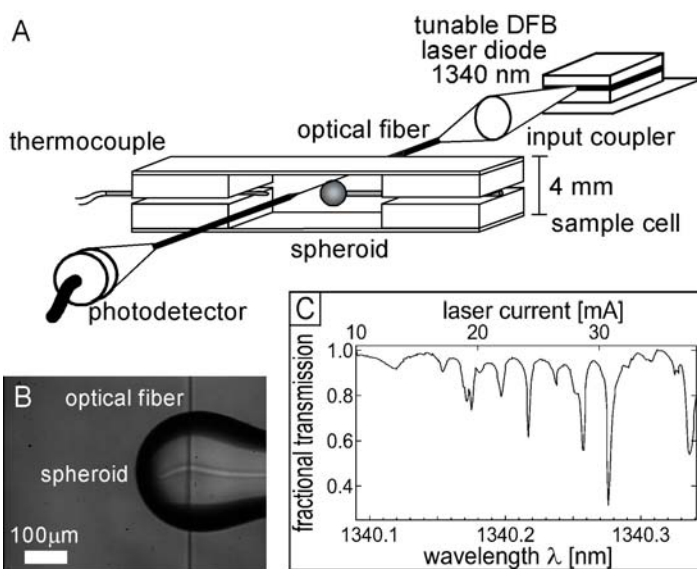 A
tunable DFB
laser diode
1340 nm
optical fiber
thermocouple
input coupler
4 mm
sample cell
spheroid
photodetector
B
optical fiber
spheroid
100μm
C
laser current [mA]
10 20 30
fractional transmission
1.0
0.8
0.6
0.4
1340.1 1340.2 1340.3
wavelength λ [nm]